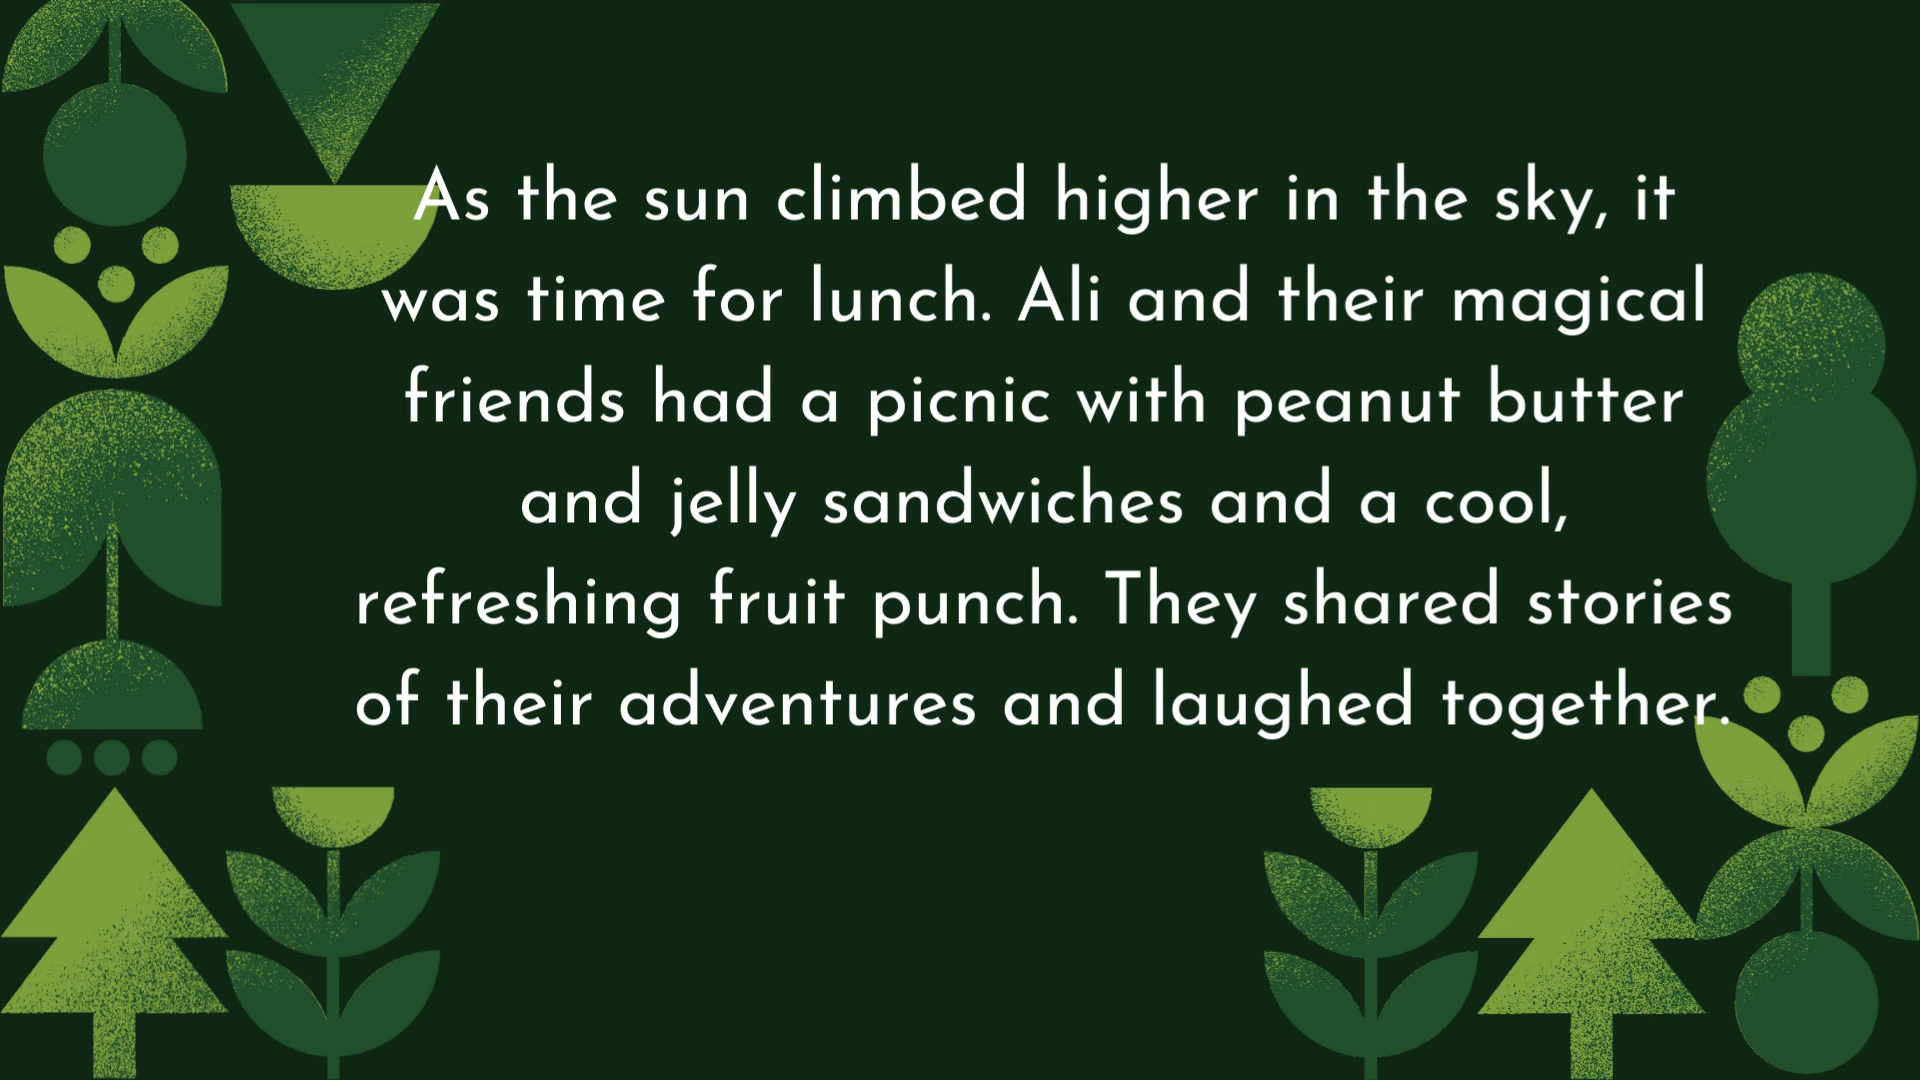 As the sun climbed higher in the sky, it
was time for lunch. Ali and their magical
friends had a picnic with peanut butter
and jelly sandwiches and a cool,
refreshing fruit punch. They shared stories
of their adventures and laughed together.